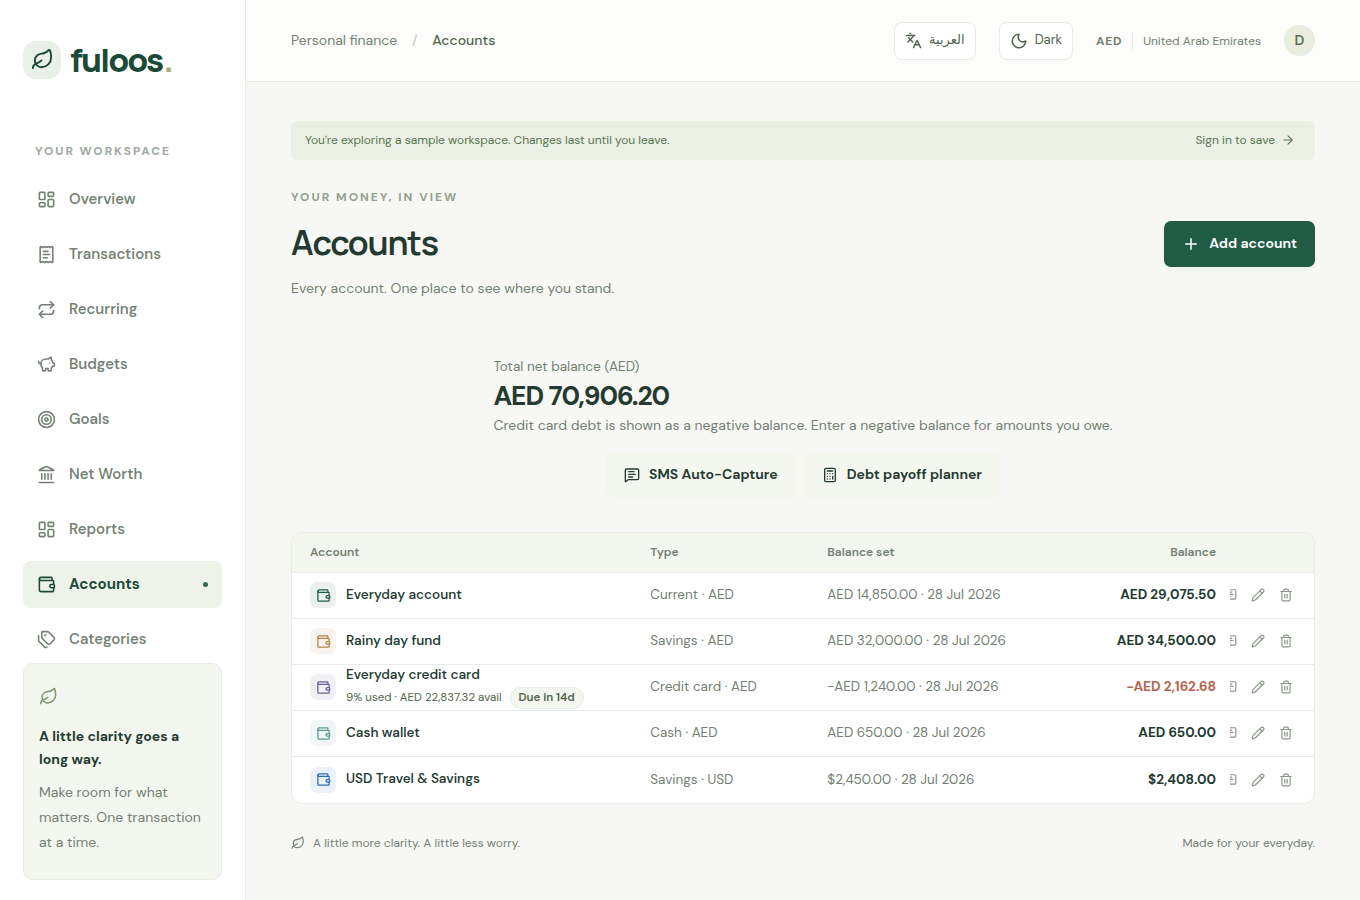 fuloos.
Personal finance / Accounts
العربية
Dark
AED
United Arab Emirates
D
YOUR WORKSPACE
Overview
Transactions
Recurring
Budgets
Goals
Net Worth
Reports
Accounts
Categories
A little clarity goes a
long way.
Make room for what
matters. One transaction
at a time.
You're exploring a sample workspace. Changes last until you leave.
Sign in to save
YOUR MONEY, IN VIEW
Accounts
Add account
Every account. One place to see where you stand.
Total net balance (AED)
AED 70,906.20
Credit card debt is shown as a negative balance. Enter a negative balance for amounts you owe.
SMS Auto-Capture
Debt payoff planner
Account Type Balance set Balance
Everyday account Current · AED AED 14,850.00 · 28 Jul 2026 AED 29,075.50
Rainy day fund Savings · AED AED 32,000.00 · 28 Jul 2026 AED 34,500.00
Everyday credit card
9% used · AED 22,837.32 avail Due in 14d Credit card · AED -AED 1,240.00 · 28 Jul 2026 -AED 2,162.68
Cash wallet Cash · AED AED 650.00 · 28 Jul 2026 AED 650.00
USD Travel & Savings Savings · USD $2,450.00 · 28 Jul 2026 $2,408.00
A little more clarity. A little less worry.
Made for your everyday.